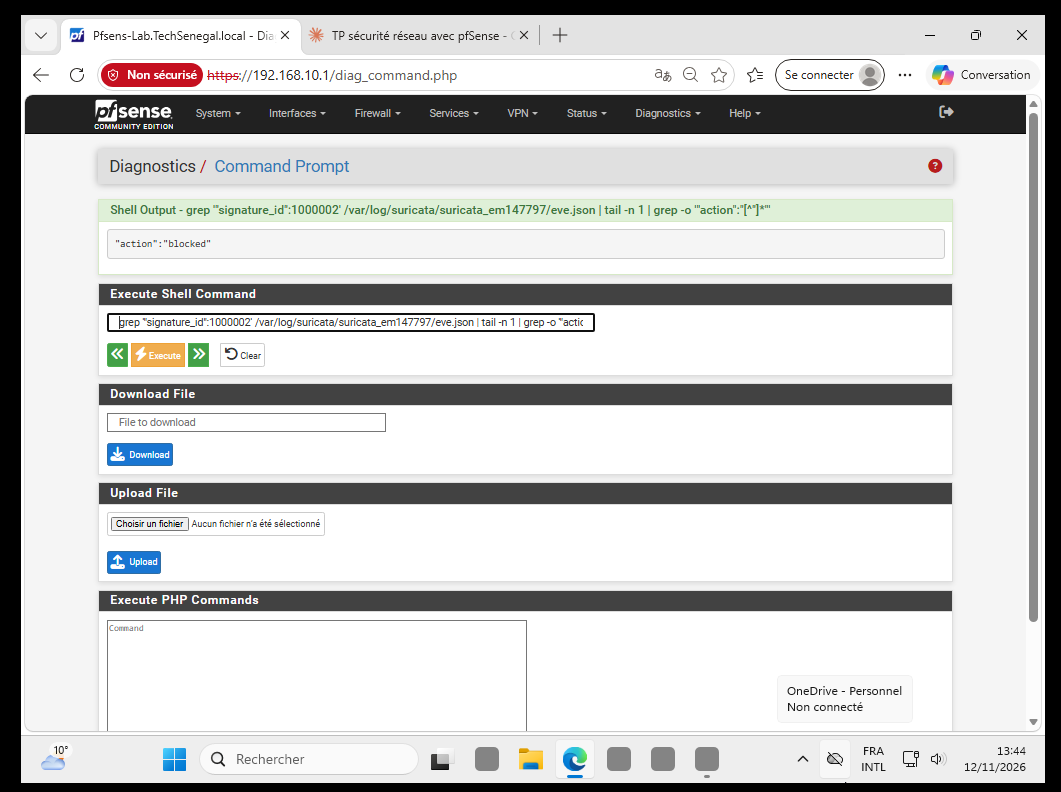 Pfsens-Lab.TechSenegal.local - Dia
TP sécurité réseau avec pfSense -
Non sécurisé https://192.168.10.1/diag_command.php
Se connecter
Conversation
pfsense
COMMUNITY EDITION
System
Interfaces
Firewall
Services
VPN
Status
Diagnostics
Help
Diagnostics / Command Prompt
?
Shell Output - grep '"signature_id":1000002' /var/log/suricata/suricata_em147797/eve.json | tail -n 1 | grep -o '"action":"[^"]*"'
"action":"blocked"
Execute Shell Command
grep '"signature_id":1000002' /var/log/suricata/suricata_em147797/eve.json | tail -n 1 | grep -o '"actic
Execute
Clear
Download File
File to download
Download
Upload File
Choisir un fichier Aucun fichier n'a été sélectionné
Upload
Execute PHP Commands
Command
OneDrive - Personnel
Non connecté
10°
Rechercher
FRA
INTL
13:44
12/11/2026